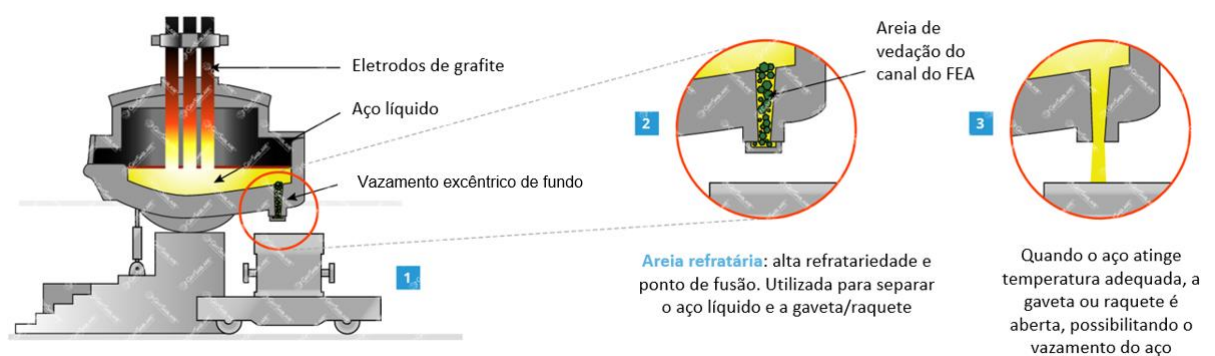 Eletrodos de grafite
Aço líquido
Vazamento excêntrico de fundo
1
2
Areia de
vedação do
canal do FEA
Areia refratária: alta refratariedade e
ponto de fusão. Utilizada para separar
o aço líquido e a gaveta/raquete
3
Quando o aço atinge
temperatura adequada, a
gaveta ou raquete é
aberta, possibilitando o
vazamento do aço